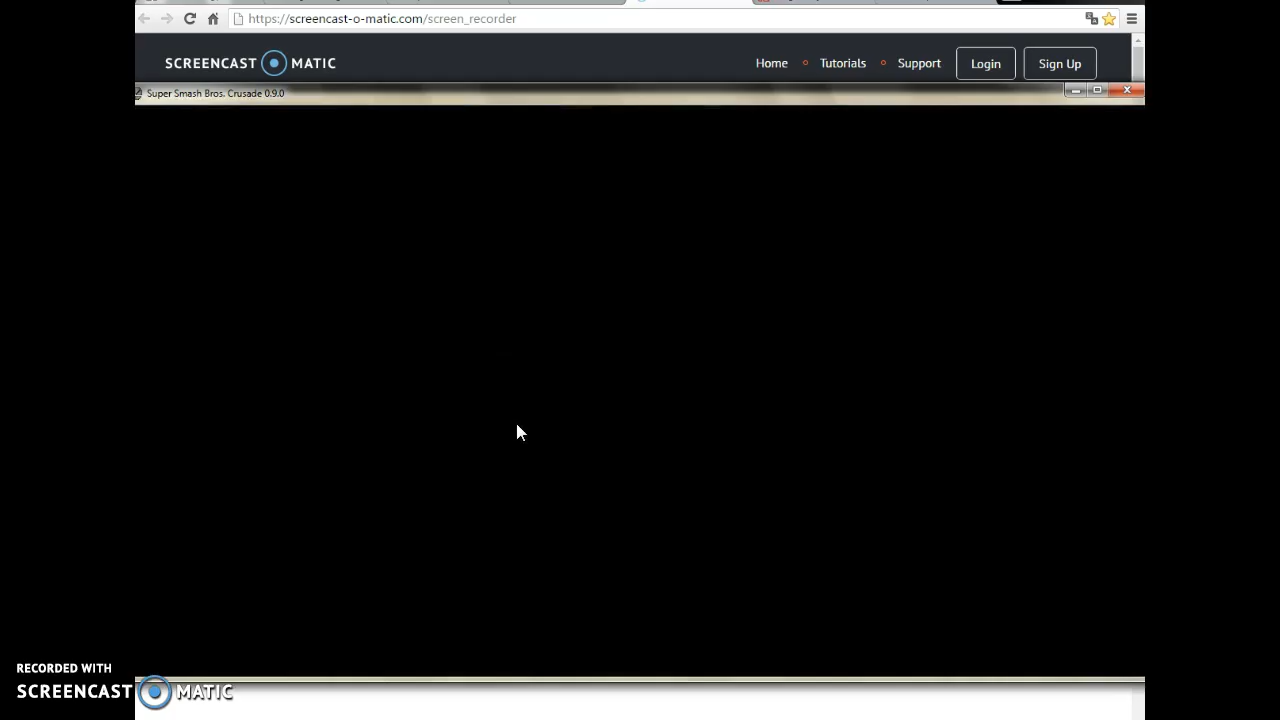 https://screencast-o-matic.com/screen_recorder
SCREENCAST MATIC
Home Tutorials Support Login Sign Up
Super Smash Bros. Crusade 0.9.0
RECORDED WITH
SCREENCAST MATIC